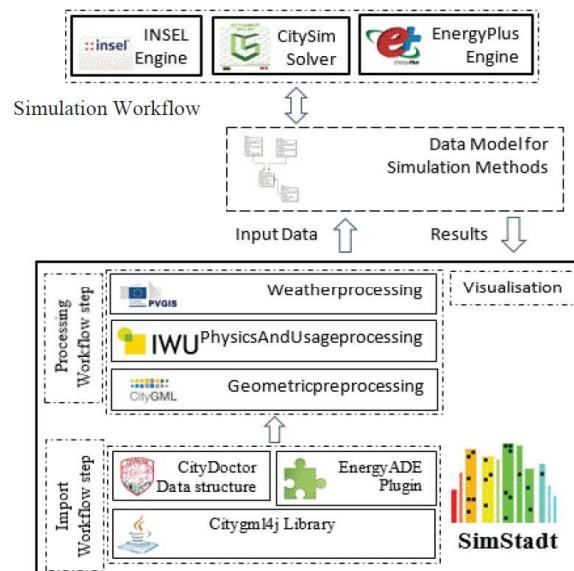 ::insel
INSEL
Engine
CitySim
Solver
EnergyPlus
EnergyPlus
Engine
Simulation Workflow
Data Model for
Simulation Methods
Input Data
Results
Processing
Workflow step
PVGIS
Weatherprocessing
Visualisation
IWU
PhysicsAndUsageprocessing
CityGML
Geometricpreprocessing
Import
Workflow step
CityDoctor
Data structure
EnergyADE
Plugin
Java
Citygml4j Library
SimStadt